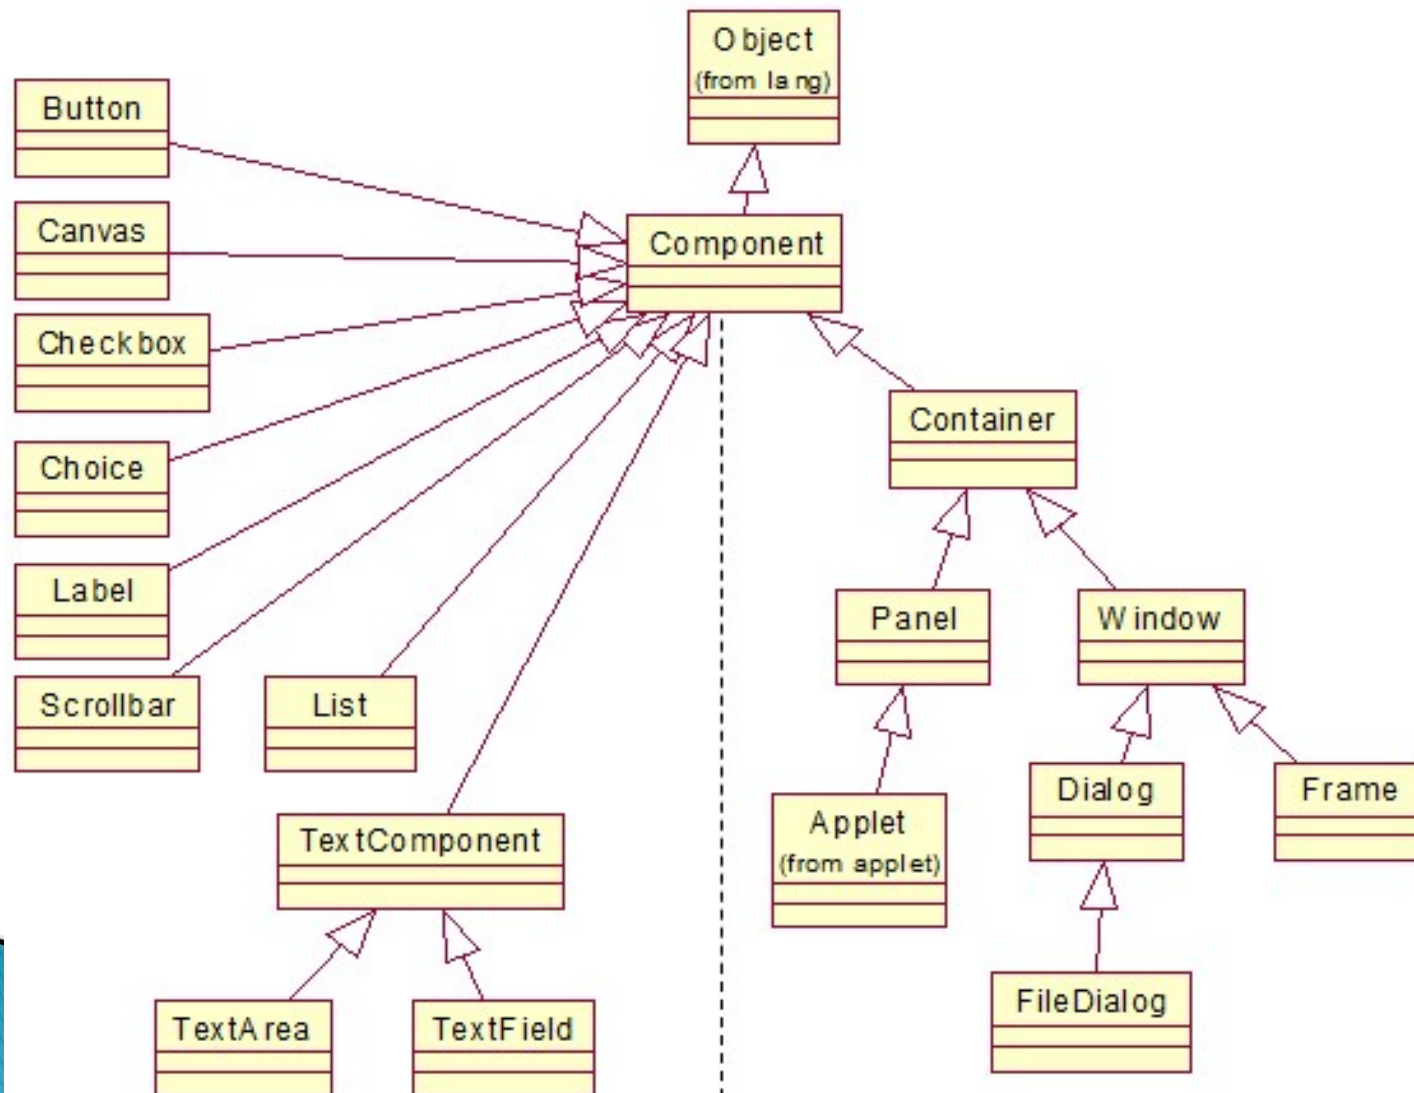 Object
(from lang)
Button
Canvas
Component
Checkbox
Container
Choice
Label
Panel
Window
Scrollbar
List
Dialog
Frame
Applet
(from applet)
TextComponent
FileDialog
TextArea
TextField